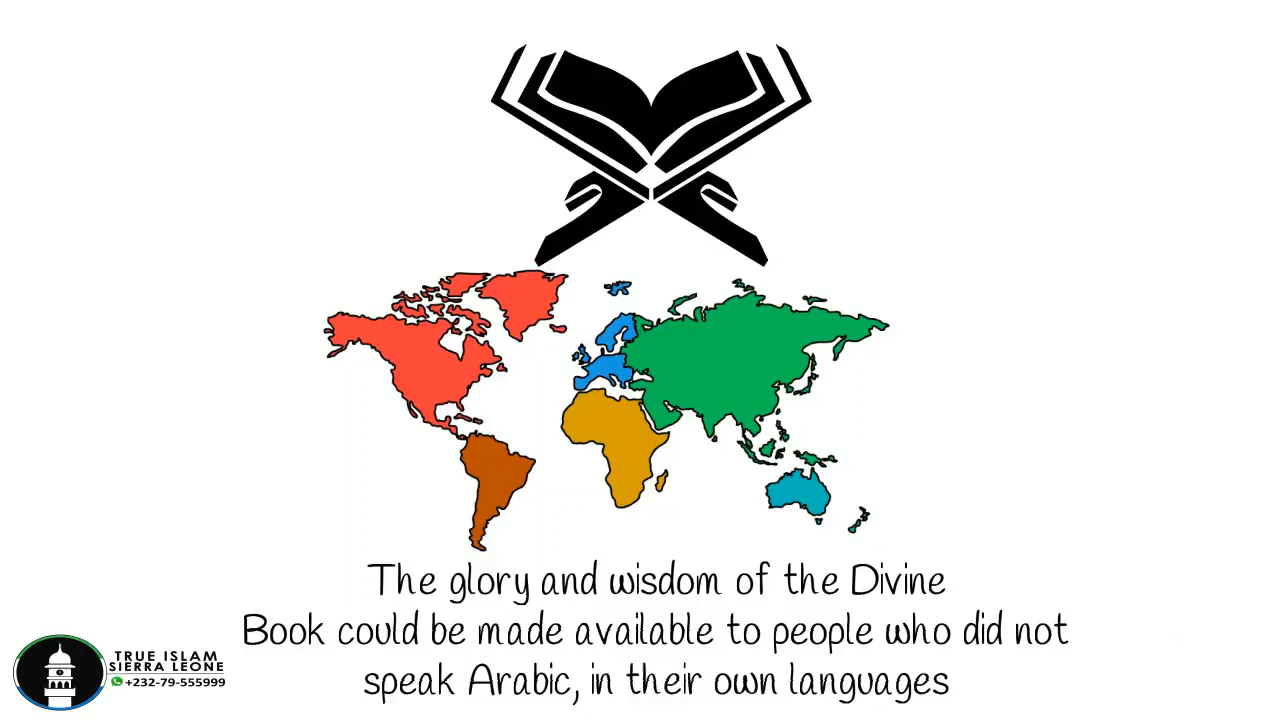 The glory and wisdom of the Divine
Book could be made available to people who did not
speak Arabic, in their own languages
TRUE ISLAM
SIERRA LEONE
+232-79-555999